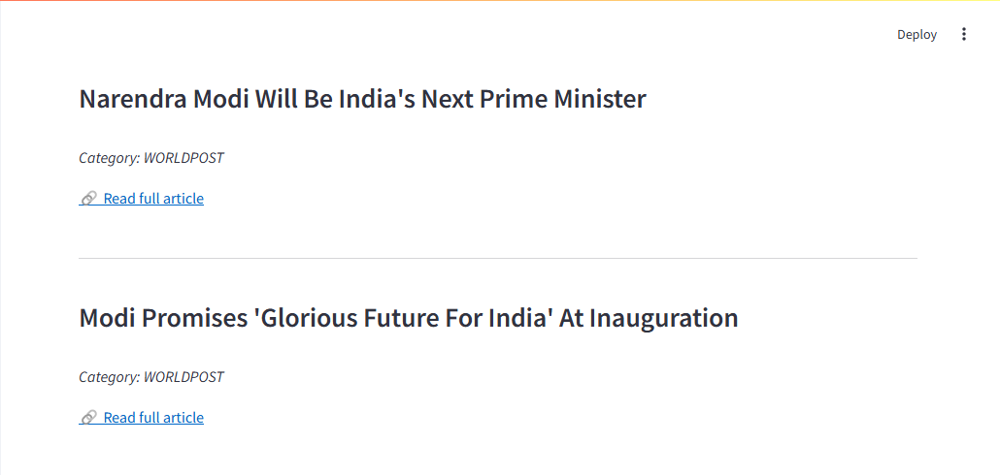 Deploy
Narendra Modi Will Be India's Next Prime Minister
Category: WORLDPOST
Read full article
Modi Promises 'Glorious Future For India' At Inauguration
Category: WORLDPOST
Read full article